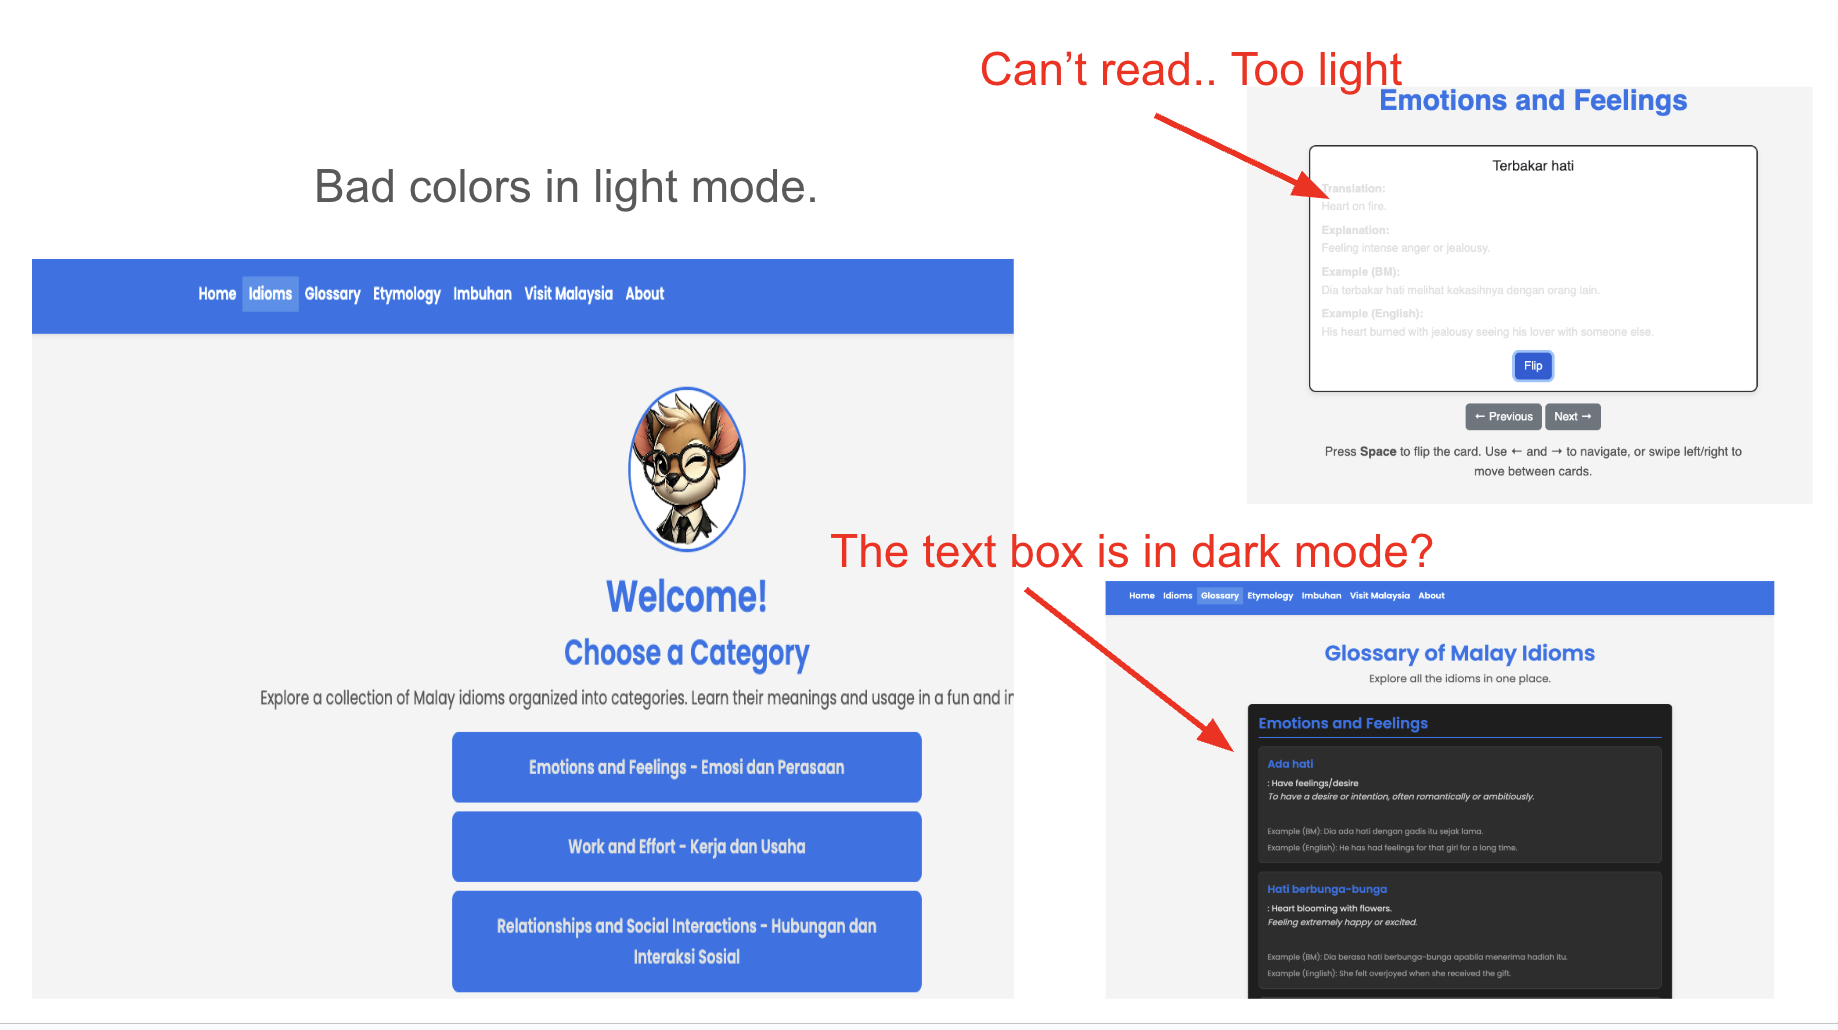 Can’t read.. Too light
Bad colors in light mode.
Home Idioms Glossary Etymology Imbuhan Visit Malaysia About
Welcome!
Choose a Category
Explore a collection of Malay idioms organized into categories. Learn their meanings and usage in a fun and in
Emotions and Feelings - Emosi dan Perasaan
Work and Effort - Kerja dan Usaha
Relationships and Social Interactions - Hubungan dan
Interaksi Sosial
Emotions and Feelings
Terbakar hati
Translation:
Heart on fire.
Explanation:
Feeling intense anger or jealousy.
Example (BM):
Dia terbakar hati melihat kekasihnya dengan orang lain.
Example (English):
His heart burned with jealousy seeing his lover with someone else.
Flip
← Previous Next →
Press Space to flip the card. Use ← and → to navigate, or swipe left/right to
move between cards.
The text box is in dark mode?
Home Idioms Glossary Etymology Imbuhan Visit Malaysia About
Glossary of Malay Idioms
Explore all the idioms in one place.
Emotions and Feelings
Ada hati
: Have feelings/desire
To have a desire or intention, often romantically or ambitiously.
Example (BM): Dia ada hati dengan gadis itu sejak lama.
Example (English): He has had feelings for that girl for a long time.
Hati berbunga-bunga
: Heart blooming with flowers.
Feeling extremely happy or excited.
Example (BM): Dia berasa hati berbunga-bunga apabila menerima hadiah itu.
Example (English): She felt overjoyed when she received the gift.